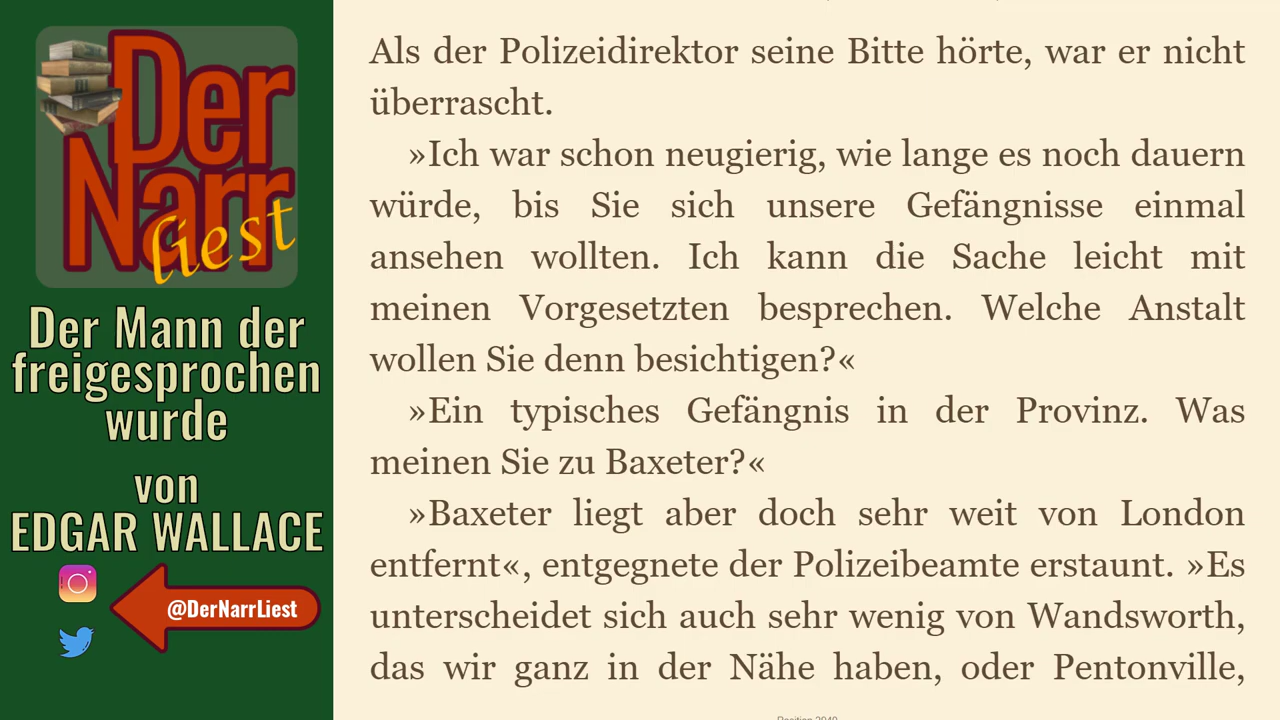 Der
Narr
liest
Der Mann der
freigesprochen
wurde
von
EDGAR WALLACE
@DerNarrLiest
Als der Polizeidirektor seine Bitte hörte, war er nicht
überrascht.
»Ich war schon neugierig, wie lange es noch dauern
würde, bis Sie sich unsere Gefängnisse einmal
ansehen wollten. Ich kann die Sache leicht mit
meinen Vorgesetzten besprechen. Welche Anstalt
wollen Sie denn besichtigen?«
»Ein typisches Gefängnis in der Provinz. Was
meinen Sie zu Baxeter?«
»Baxeter liegt aber doch sehr weit von London
entfernt«, entgegnete der Polizeibeamte erstaunt. »Es
unterscheidet sich auch sehr wenig von Wandsworth,
das wir ganz in der Nähe haben, oder Pentonville,